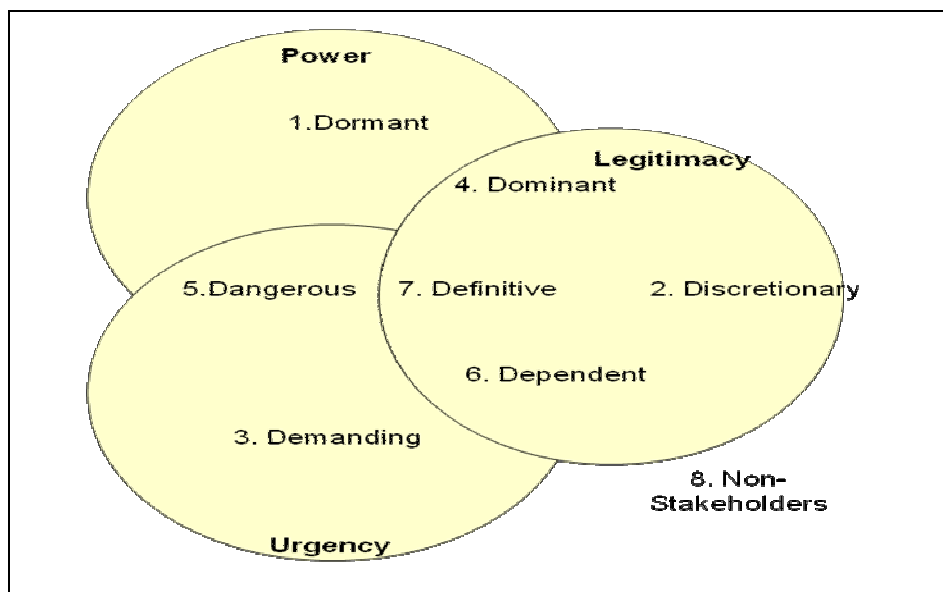 Power
1.Dormant
Legitimacy
4. Dominant
5.Dangerous
7. Definitive
2. Discretionary
6. Dependent
3. Demanding
8. Non-
Stakeholders
Urgency